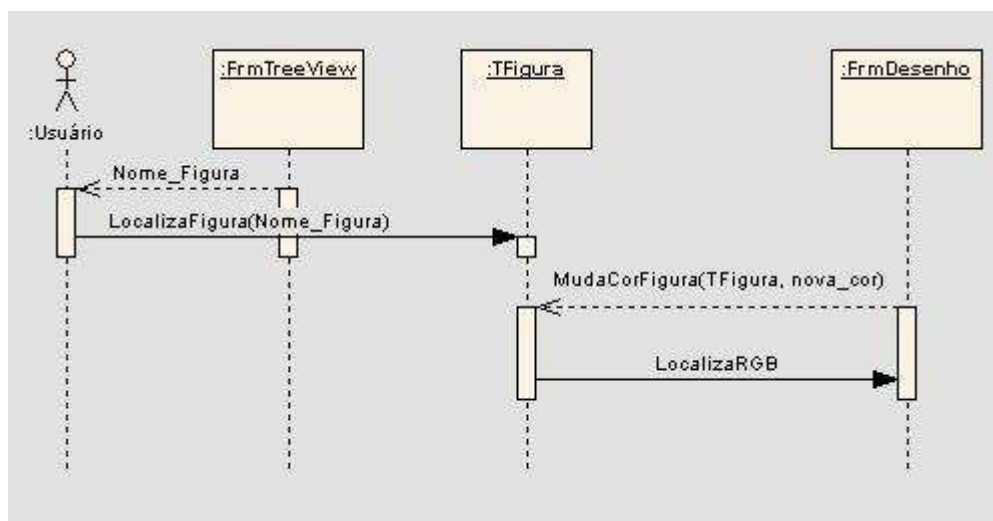 :FrmTreeView
:TFigura
:FrmDesenho
:Usuário
Nome_Figura
LocalizaFigura(Nome_Figura)
MudaCorFigura(TFigura, nova_cor)
LocalizaRGB